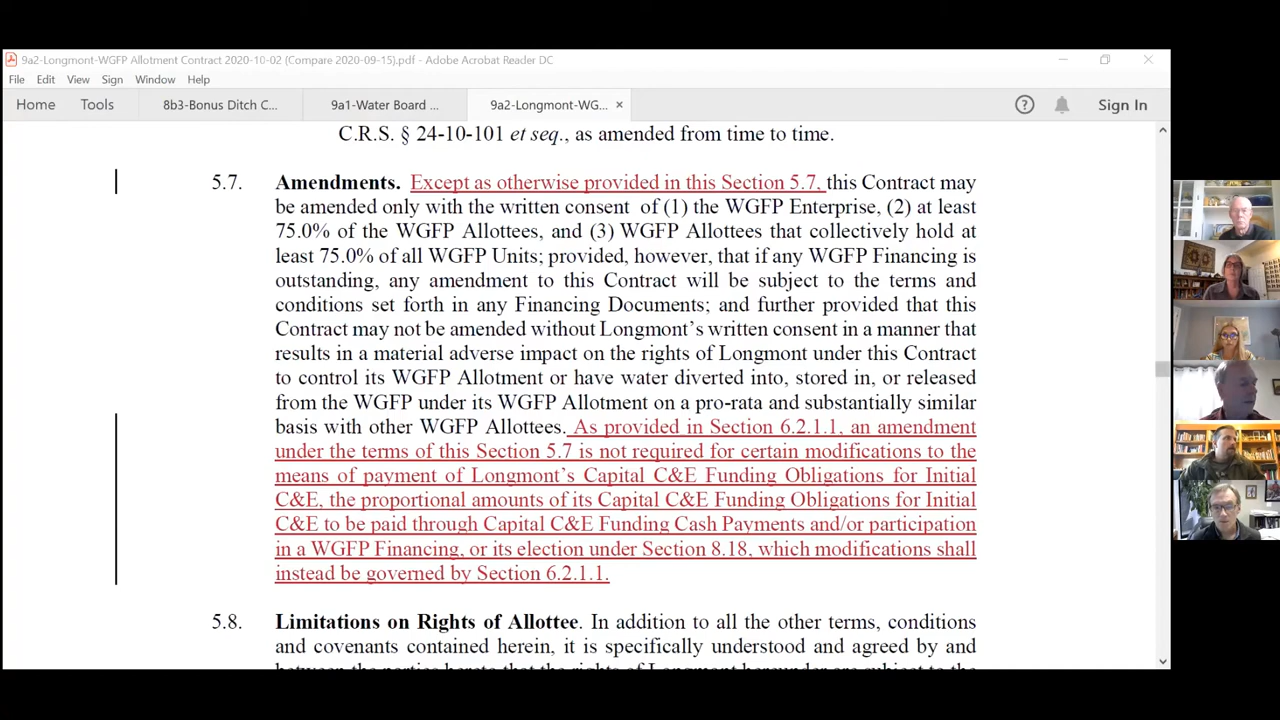 9a2-Longmont-WGFP Allotment Contract 2020-10-02 (Compare 2020-09-15).pdf - Adobe Acrobat Reader DC
File Edit View Sign Window Help
Home Tools 8b3-Bonus Ditch C... 9a1-Water Board ... 9a2-Longmont-WG... × Sign In
C.R.S. § 24-10-101 et seq., as amended from time to time.
5.7. Amendments. Except as otherwise provided in this Section 5.7, this Contract may
be amended only with the written consent of (1) the WGFP Enterprise, (2) at least
75.0% of the WGFP Allottees, and (3) WGFP Allottees that collectively hold at
least 75.0% of all WGFP Units; provided, however, that if any WGFP Financing is
outstanding, any amendment to this Contract will be subject to the terms and
conditions set forth in any Financing Documents; and further provided that this
Contract may not be amended without Longmont's written consent in a manner that
results in a material adverse impact on the rights of Longmont under this Contract
to control its WGFP Allotment or have water diverted into, stored in, or released
from the WGFP under its WGFP Allotment on a pro-rata and substantially similar
basis with other WGFP Allottees. As provided in Section 6.2.1.1, an amendment
under the terms of this Section 5.7 is not required for certain modifications to the
means of payment of Longmont's Capital C&E Funding Obligations for Initial
C&E, the proportional amounts of its Capital C&E Funding Obligations for Initial
C&E to be paid through Capital C&E Funding Cash Payments and/or participation
in a WGFP Financing, or its election under Section 8.18, which modifications shall
instead be governed by Section 6.2.1.1.
5.8. Limitations on Rights of Allottee. In addition to all the other terms, conditions
and covenants contained herein, it is specifically understood and agreed by and
between the parties hereto that the rights of Longmont hereunder are subject to the